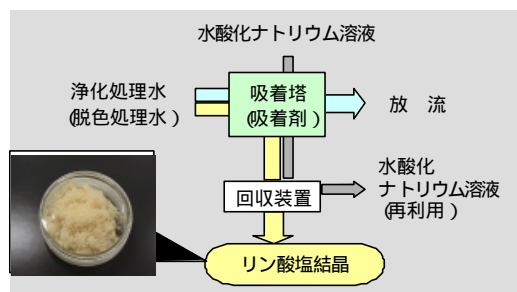 水酸化ナトリウム溶液
浄化処理水
(脱色処理水)
吸着塔
(吸着剤)
放 流
水酸化
ナトリウム溶液
(再利用)
回収装置
リン酸塩結晶